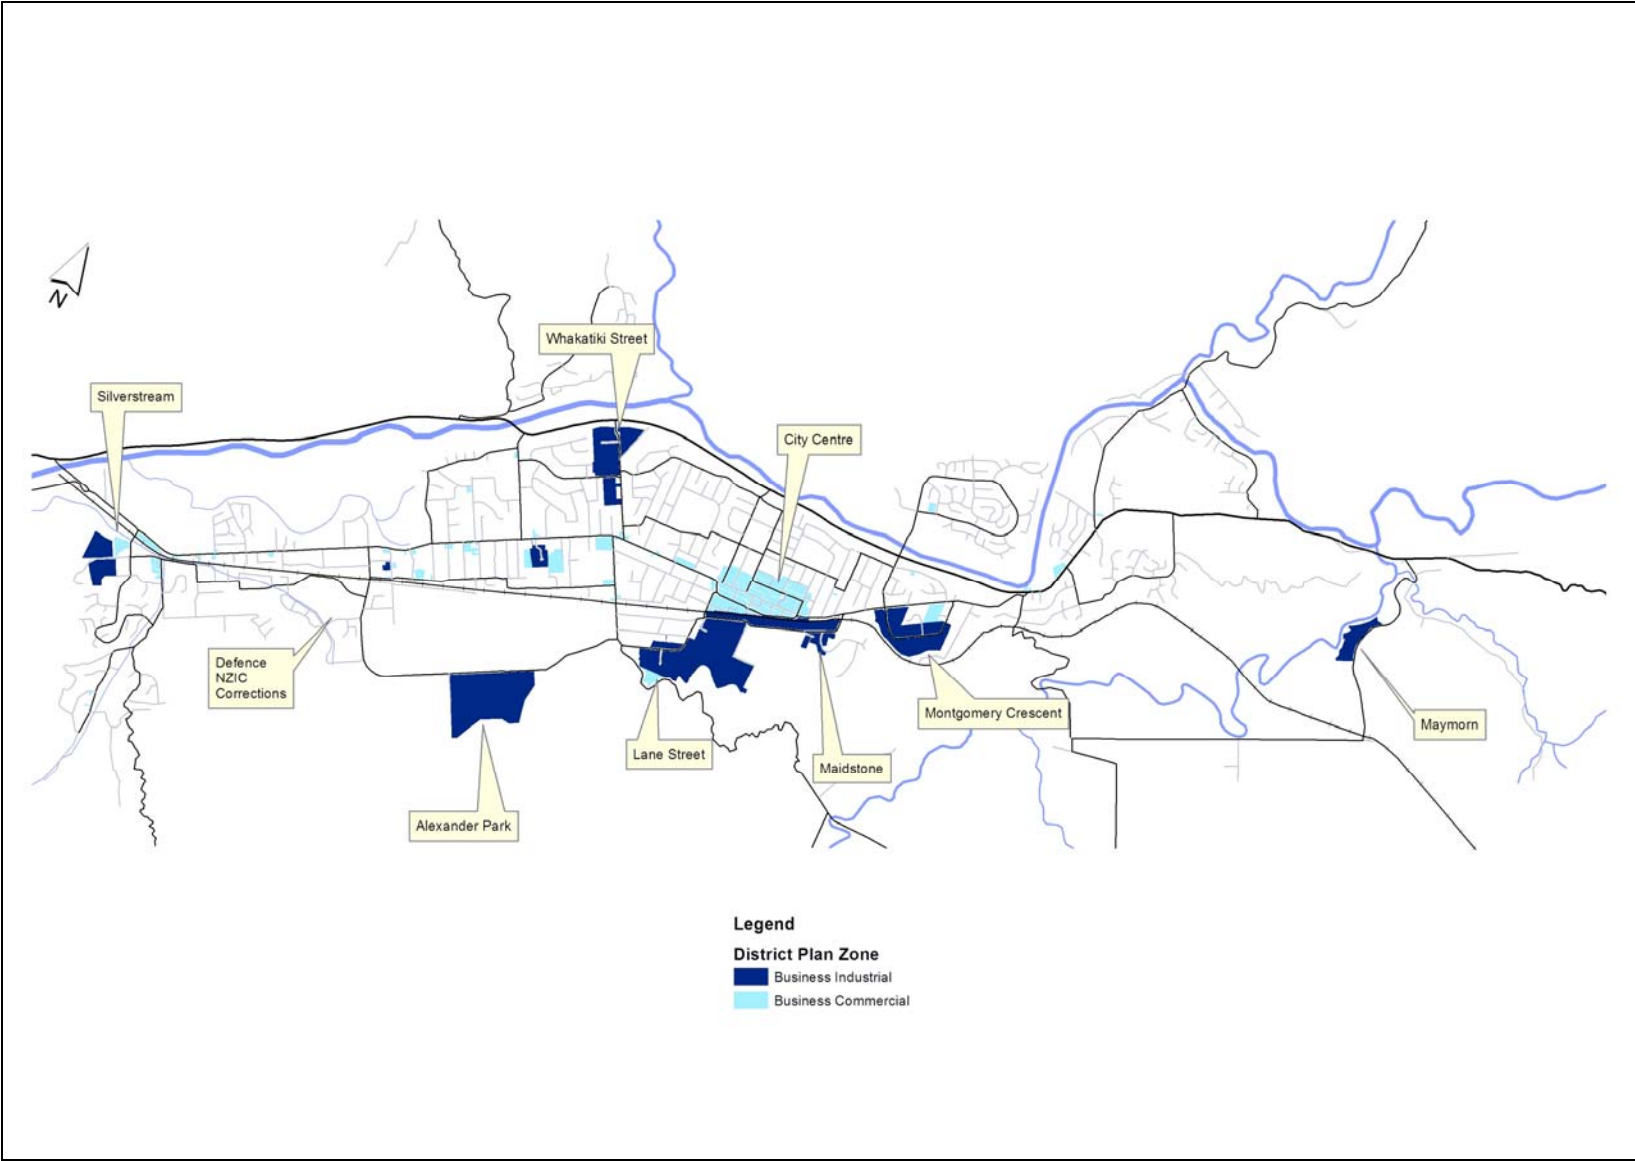 N
Whakatiki Street
Silverstream
City Centre
Defence
NZIC
Corrections
Montgomery Crescent
Maymorn
Lane Street
Maidstone
Alexander Park
Legend
District Plan Zone
Business Industrial
Business Commercial